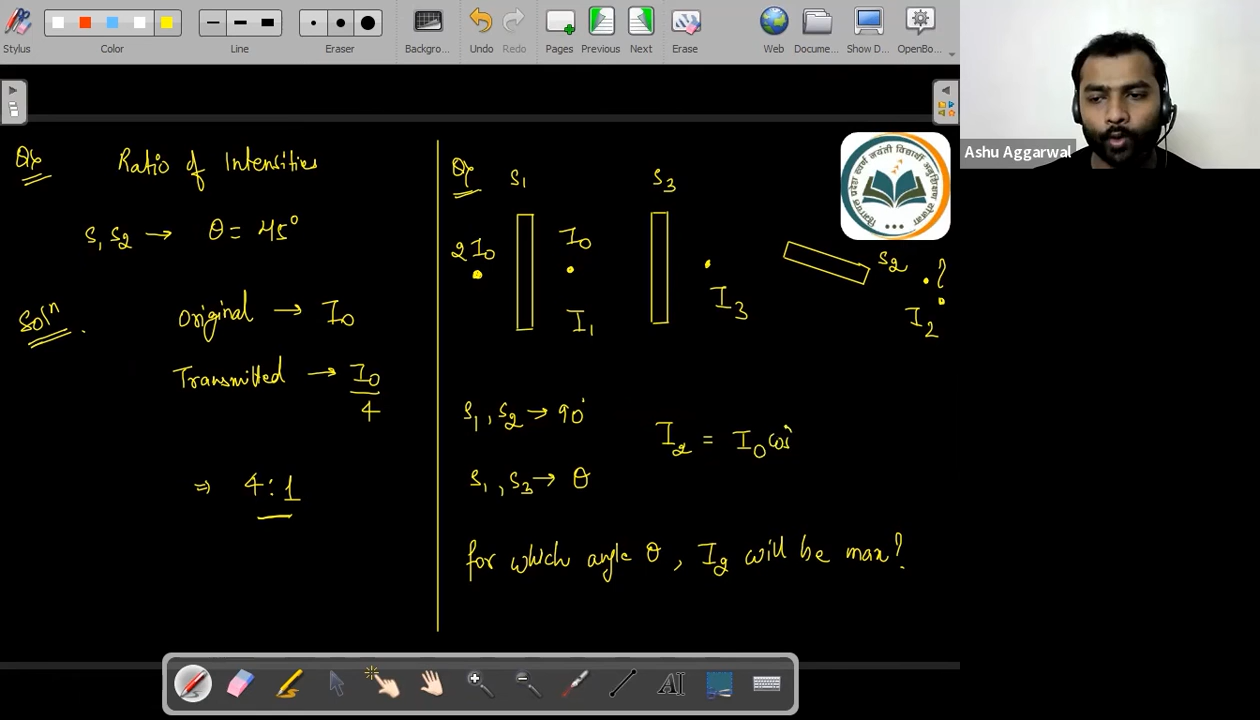 Stylus
Color
Line
Eraser
Backgro...
Undo
Redo
Pages
Previous
Next
Erase
Web
Docume...
Show D...
OpenBo...
Ashu Aggarwal
Ratio of Intensities
S₁, S₂ → θ = 45°
Solⁿ.
Original → I₀
Transmitted → I₀/4
⇒ 4:1
S₁
S₃
2I₀
I₀
I₁
I₃
S₂
?
I₂
S₁, S₂ → 90°
S₁, S₃ → θ
I₂ = I₀ cos
for which angle θ, I₂ will be max?